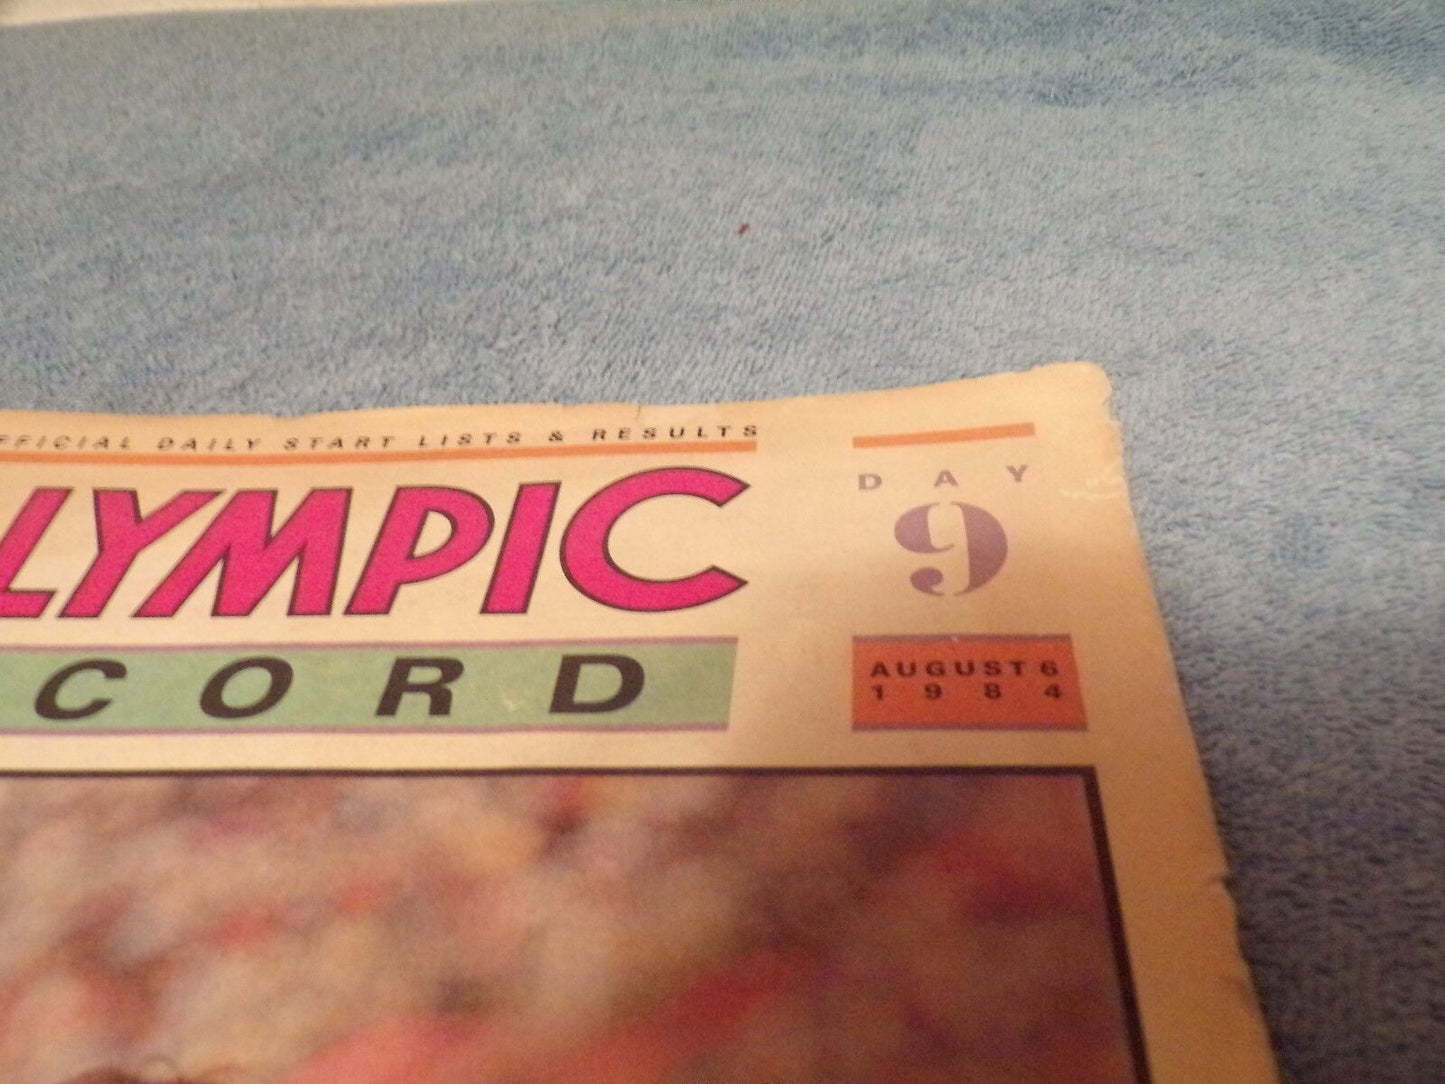 FFICIAL DAILY START LISTS & RESULTS
LYMPIC
CORD
DAY
9
AUGUST 6
1984